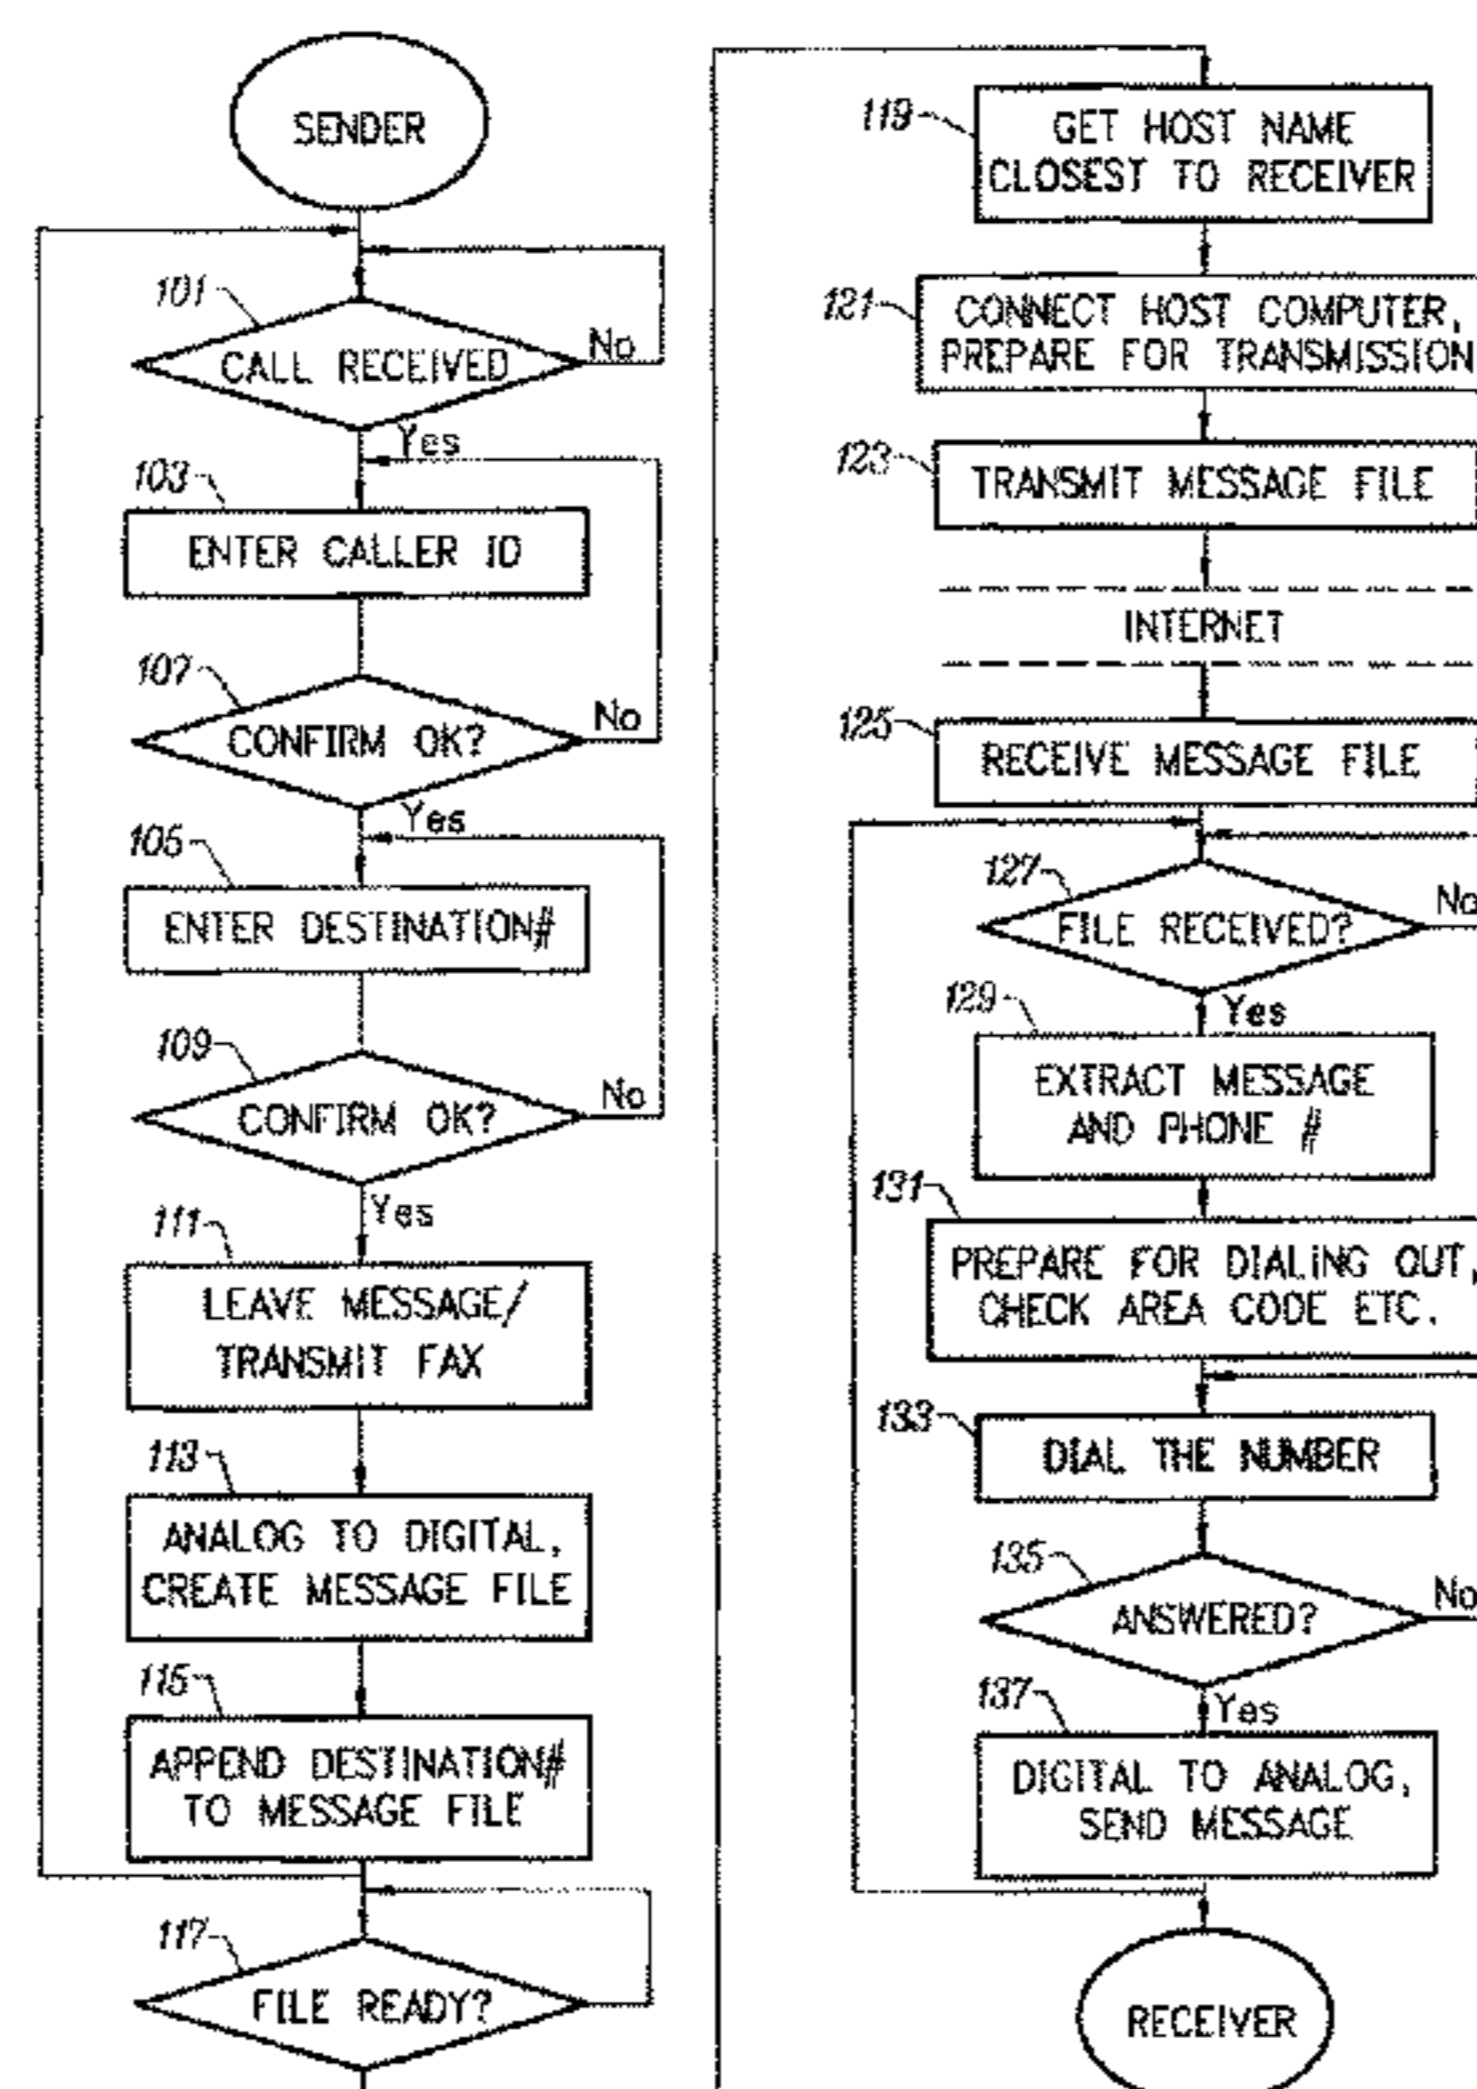 SENDER
101
CALL RECEIVED
No
Yes
103
ENTER CALLER ID
107
CONFIRM OK?
No
Yes
105
ENTER DESTINATION#
109
CONFIRM OK?
No
Yes
111
LEAVE MESSAGE/
TRANSMIT FAX
113
ANALOG TO DIGITAL,
CREATE MESSAGE FILE
115
APPEND DESTINATION#
TO MESSAGE FILE
117
FILE READY?
119
GET HOST NAME
CLOSEST TO RECEIVER
121
CONNECT HOST COMPUTER,
PREPARE FOR TRANSMISSION
123
TRANSMIT MESSAGE FILE
INTERNET
125
RECEIVE MESSAGE FILE
127
FILE RECEIVED?
No
129
Yes
EXTRACT MESSAGE
AND PHONE #
131
PREPARE FOR DIALING OUT,
CHECK AREA CODE ETC.
133
DIAL THE NUMBER
135
ANSWERED?
No
137
Yes
DIGITAL TO ANALOG,
SEND MESSAGE
RECEIVER